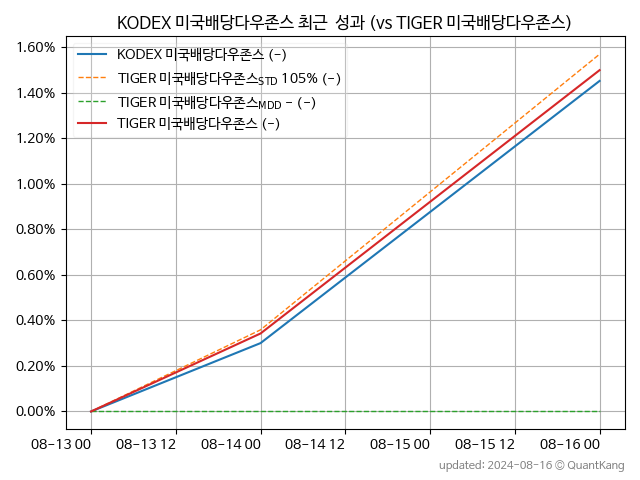 KODEX 미국배당다우존스 최근 성과 (vs TIGER 미국배당다우존스)
1.60%
1.40%
1.20%
1.00%
0.80%
0.60%
0.40%
0.20%
0.00%
KODEX 미국배당다우존스 (-)
TIGER 미국배당다우존스STD 105% (-)
TIGER 미국배당다우존스MDD - (-)
TIGER 미국배당다우존스 (-)
08-13 00 08-13 12 08-14 00 08-14 12 08-15 00 08-15 12 08-16 00
updated: 2024-08-16 © QuantKang